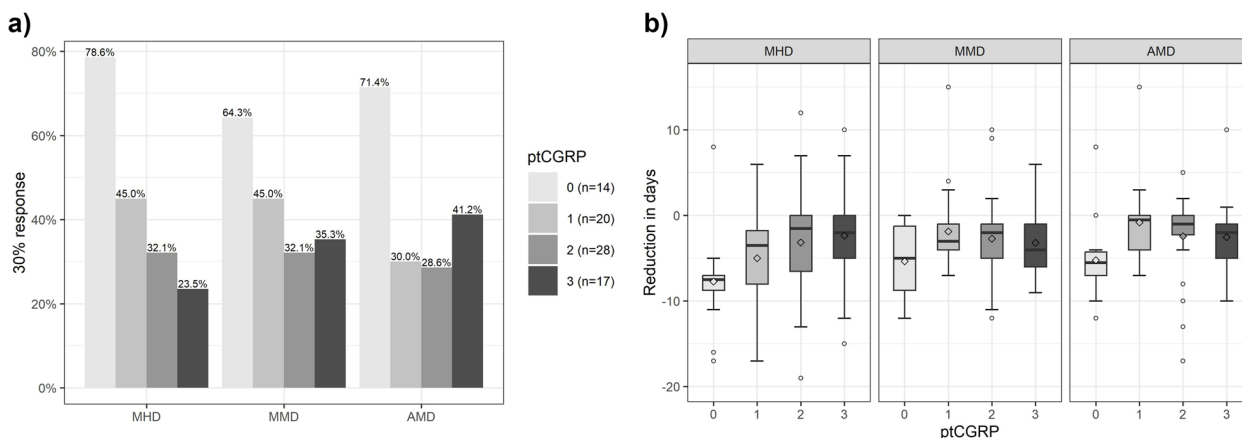 a)
80%
60%
40%
20%
0%
30% response
78.6%
45.0%
32.1%
23.5%
64.3%
45.0%
32.1%
35.3%
71.4%
30.0%
28.6%
41.2%
MHD MMD AMD
ptCGRP
0 (n=14)
1 (n=20)
2 (n=28)
3 (n=17)
b)
MHD MMD AMD
10
0
-10
-20
Reduction in days
0 1 2 3 0 1 2 3 0 1 2 3
ptCGRP